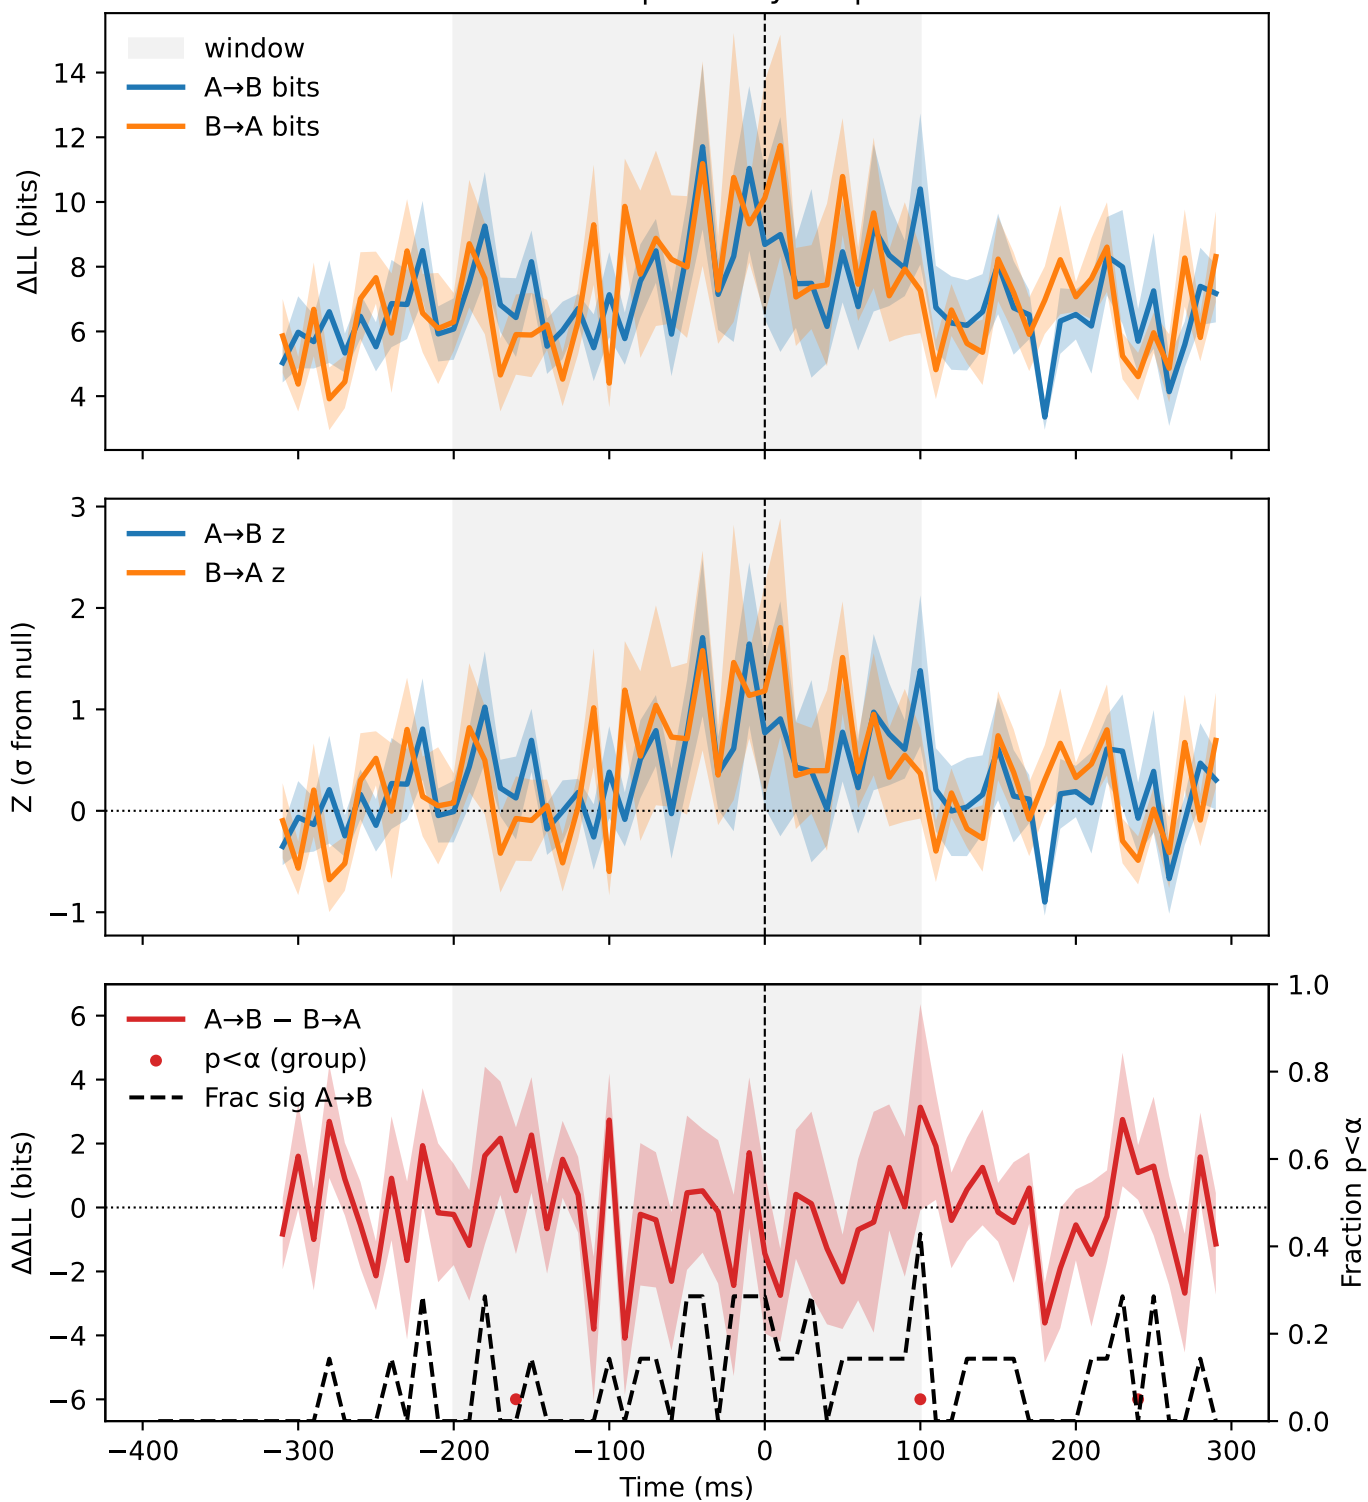 window
A→B bits
B→A bits
ΔLL (bits)
14
12
10
8
6
4
A→B z
B→A z
Z (σ from null)
3
2
1
0
−1
A→B − B→A
p<α (group)
Frac sig A→B
ΔΔLL (bits)
6
4
2
0
−2
−4
−6
1.0
0.8
0.6
0.4
0.2
0.0
Fraction p<α
−400 −300 −200 −100 0 100 200 300
Time (ms)